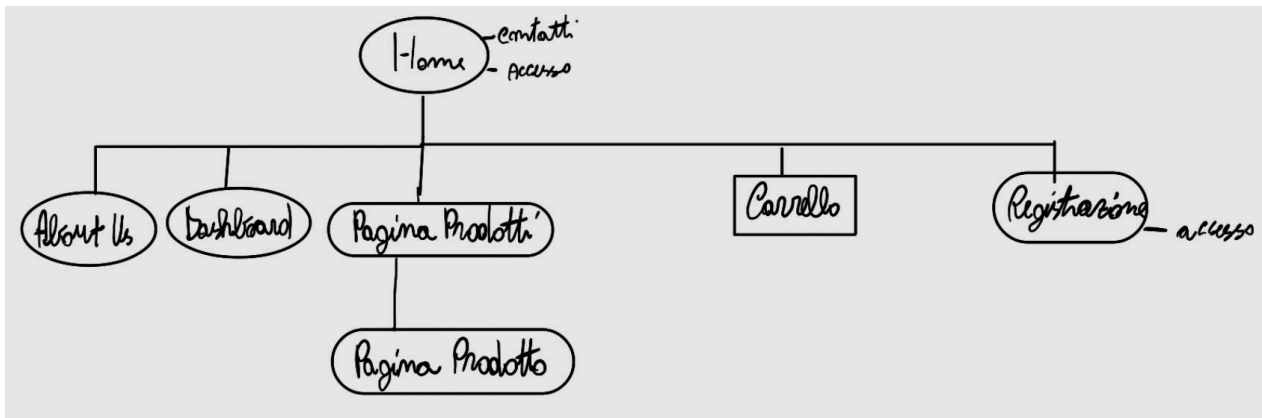 Home
contatti
Accesso
About Us
Dashboard
Pagina Prodotti
Carrello
Registrazione
accesso
Pagina Prodotto